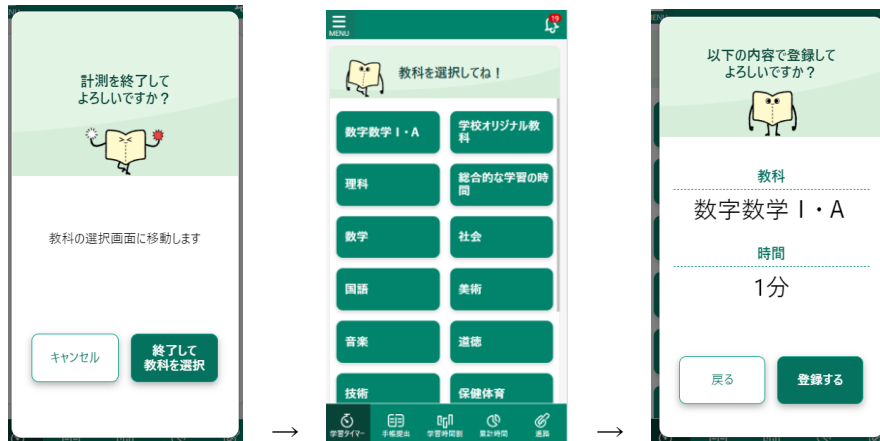 計測を終了して
よろしいですか？
教科の選択画面に移動します
キャンセル
終了して
教科を選択
→
MENU
19
教科を選択してね！
数字数学Ⅰ・A
学校オリジナル教
科
理科
総合的な学習の時
間
数学
社会
国語
美術
音楽
道徳
技術
保健体育
学習タイマー
手帳提出
学習時間割
累計時間
進路
→
以下の内容で登録して
よろしいですか？
教科
数字数学Ⅰ・A
時間
1分
戻る
登録する